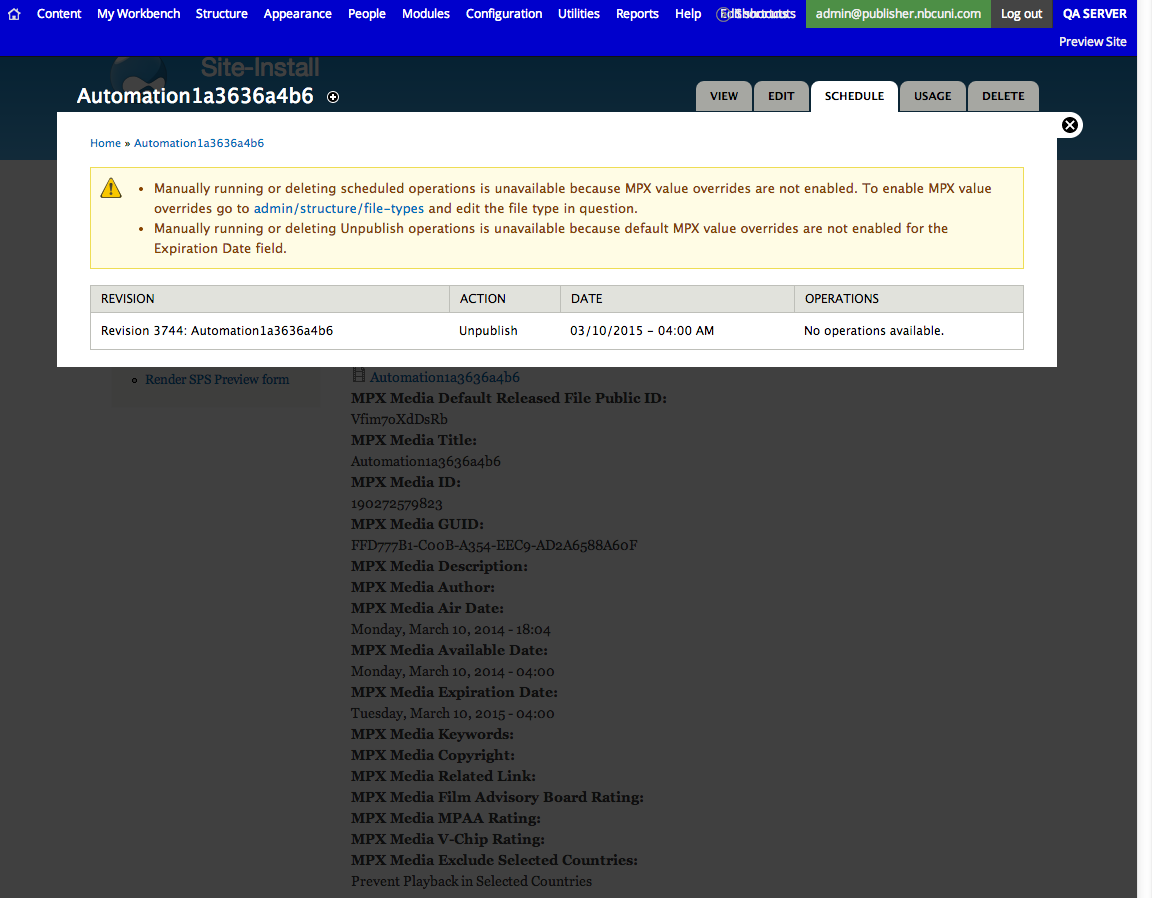 Content My Workbench Structure Appearance People Modules Configuration Utilities Reports Help Edit shortcuts admin@publisher.nbcuni.com Log out QA SERVER
Preview Site
Site-Install
Automation1a3636a4b6
VIEW EDIT SCHEDULE USAGE DELETE
Home » Automation1a3636a4b6
• Manually running or deleting scheduled operations is unavailable because MPX value overrides are not enabled. To enable MPX value
overrides go to admin/structure/file-types and edit the file type in question.
• Manually running or deleting Unpublish operations is unavailable because default MPX value overrides are not enabled for the
Expiration Date field.
REVISION ACTION DATE OPERATIONS
Revision 3744: Automation1a3636a4b6 Unpublish 03/10/2015 - 04:00 AM No operations available.
Render SPS Preview form
Automation1a3636a4b6
MPX Media Default Released File Public ID:
Vfim7oXdDsRb
MPX Media Title:
Automation1a3636a4b6
MPX Media ID:
190272579823
MPX Media GUID:
FFD777B1-C00B-A354-EEC9-AD2A6588A60F
MPX Media Description:
MPX Media Author:
MPX Media Air Date:
Monday, March 10, 2014 - 18:04
MPX Media Available Date:
Monday, March 10, 2014 - 04:00
MPX Media Expiration Date:
Tuesday, March 10, 2015 - 04:00
MPX Media Keywords:
MPX Media Copyright:
MPX Media Related Link:
MPX Media Film Advisory Board Rating:
MPX Media MPAA Rating:
MPX Media V-Chip Rating:
MPX Media Exclude Selected Countries:
Prevent Playback in Selected Countries